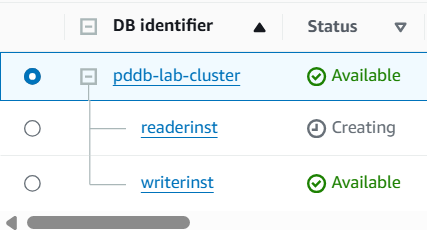 DB identifier Status
pddb-lab-cluster Available
readerinst Creating
writerinst Available